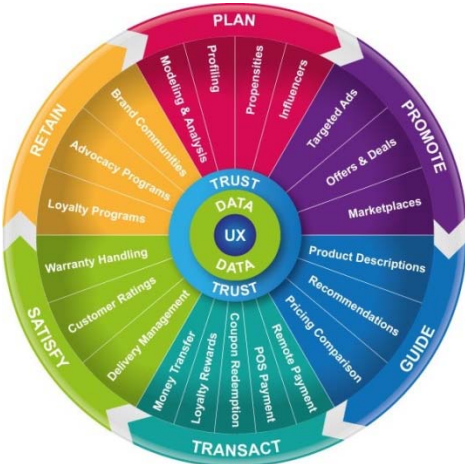 PLAN
Modeling & Analysis
Profiling
Propensities
Influencers
PROMOTE
Targeted Ads
Offers & Deals
Marketplaces
GUIDE
Product Descriptions
Recommendations
Pricing Comparison
TRANSACT
Remote Payment
POS Payment
Coupon Redemption
Loyalty Rewards
Money Transfer
SATISFY
Delivery Management
Customer Ratings
Warranty Handling
RETAIN
Loyalty Programs
Advocacy Programs
Brand Communities
TRUST
DATA
UX
DATA
TRUST